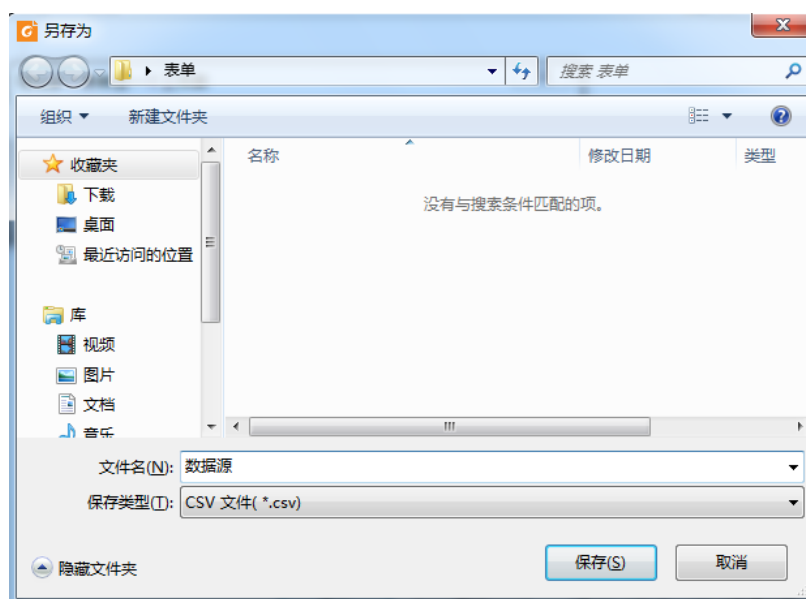 另存为
表单
搜索 表单
组织
新建文件夹
名称
修改日期
类型
没有与搜索条件匹配的项。
收藏夹
下载
桌面
最近访问的位置
库
视频
图片
文档
音乐
文件名(N): 数据源
保存类型(T): CSV 文件( *.csv)
隐藏文件夹
保存(S)
取消